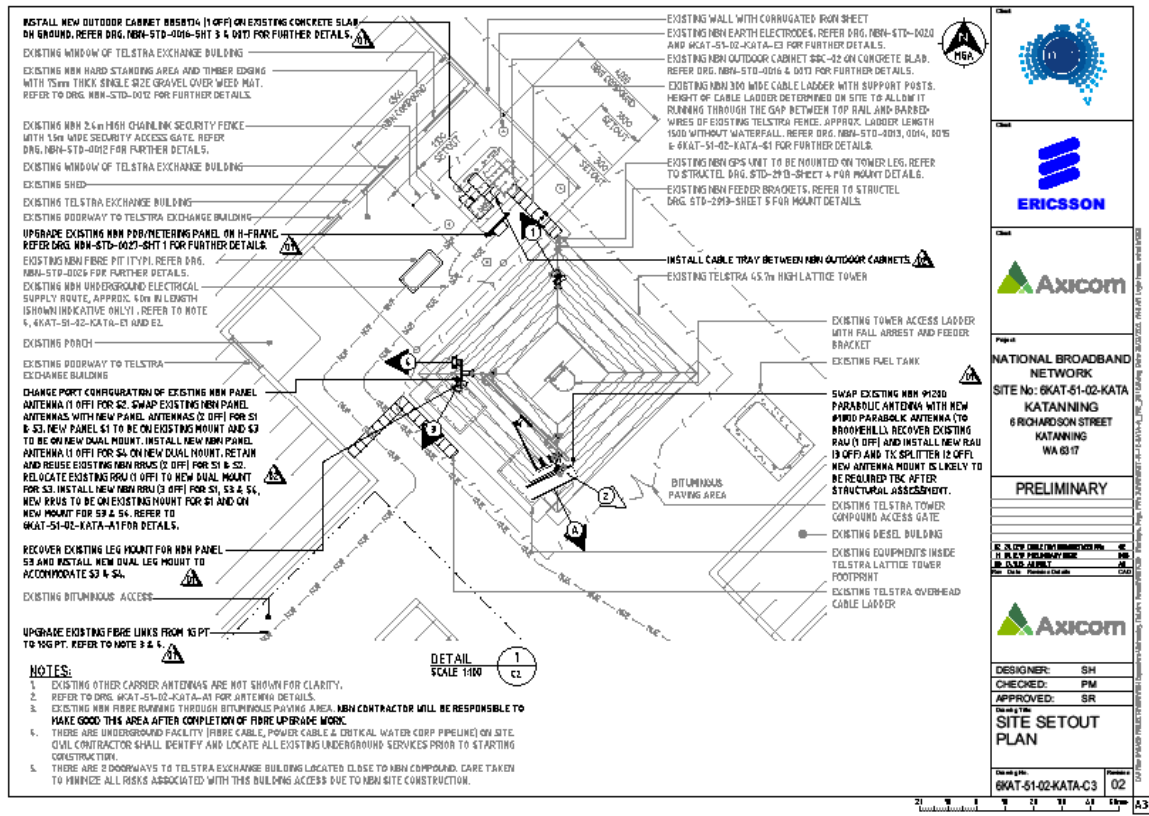 INSTALL NEW OUTDOOR CABINET BBS8134 (1 OFF) ON EXISTING CONCRETE SLAB
ON GROUND. REFER DRG. NBN-STD-0016-SHT 3 & 0017 FOR FURTHER DETAILS.
EXISTING WINDOW OF TELSTRA EXCHANGE BUILDING
EXISTING NBN HARD STANDING AREA AND TIMBER EDGING
WITH 75mm THICK SINGLE SIZE GRAVEL OVER WEED MAT.
REFER TO DRG. NBN-STD-0012 FOR FURTHER DETAILS.
EXISTING NBN 2.4m HIGH CHAINLINK SECURITY FENCE
WITH 1.5m WIDE SECURITY ACCESS GATE. REFER
DRG. NBN-STD-0012 FOR FURTHER DETAILS.
EXISTING WINDOW OF TELSTRA EXCHANGE BUILDING
EXISTING SHED
EXISTING TELSTRA EXCHANGE BUILDING
EXISTING DOORWAY TO TELSTRA EXCHANGE BUILDING
UPGRADE EXISTING NBN PDB/METERING PANEL ON H-FRAME.
REFER DRG. NBN-STD-0027-SHT 1 FOR FURTHER DETAILS.
EXISTING NBN FIBRE PIT (TYP). REFER DRG.
NBN-STD-0026 FOR FURTHER DETAILS.
EXISTING NBN UNDERGROUND ELECTRICAL
SUPPLY ROUTE, APPROX. 40m IN LENGTH
(SHOWN INDICATIVE ONLY). REFER TO NOTE
4, 6KAT-51-02-KATA-E1 AND E2.
EXISTING PORCH
EXISTING DOORWAY TO TELSTRA
EXCHANGE BUILDING
CHANGE PORT CONFIGURATION OF EXISTING NBN PANEL
ANTENNA (1 OFF) FOR S2. SWAP EXISTING NBN PANEL
ANTENNAS WITH NEW PANEL ANTENNAS (2 OFF) FOR S1
& S3. NEW PANEL S1 TO BE ON EXISTING MOUNT AND S3
TO BE ON NEW DUAL MOUNT. INSTALL NEW NBN PANEL
ANTENNA (1 OFF) FOR S4 ON NEW DUAL MOUNT. RETAIN
AND REUSE EXISTING NBN RRUS (2 OFF) FOR S1 & S2.
RELOCATE EXISTING RRU (1 OFF) TO NEW DUAL MOUNT
FOR S3. INSTALL NEW NBN RRU (3 OFF) FOR S1, S3 & S4,
NEW RRUS TO BE ON EXISTING MOUNT FOR S1 AND ON
NEW MOUNT FOR S3 & S4. REFER TO
6KAT-51-02-KATA-A1 FOR DETAILS.
RECOVER EXISTING LEG MOUNT FOR NBN PANEL
S3 AND INSTALL NEW DUAL LEG MOUNT TO
ACCOMMODATE S3 & S4.
EXISTING BITUMINOUS ACCESS
UPGRADE EXISTING FIBRE LINKS FROM 1G PT
TO 10G PT. REFER TO NOTE 3 & 4.
EXISTING WALL WITH CORRUGATED IRON SHEET
EXISTING NBN EARTH ELECTRODES. REFER DRG. NBN-STD-0020
AND 6KAT-51-02-KATA-E3 FOR FURTHER DETAILS.
EXISTING NBN OUTDOOR CABINET SSC-02 ON CONCRETE SLAB.
REFER DRG. NBN-STD-0016 & 0017 FOR FURTHER DETAILS.
EXISTING NBN 300 WIDE CABLE LADDER WITH SUPPORT POSTS.
HEIGHT OF CABLE LADDER DETERMINED ON SITE TO ALLOW IT
RUNNING THROUGH THE GAP BETWEEN TOP RAIL AND BARBED
WIRES OF EXISTING TELSTRA FENCE. APPROX. LADDER LENGTH
1500 WITHOUT WATERFALL. REFER DRG. NBN-STD-0013, 0014, 0015
& 6KAT-51-02-KATA-S1 FOR FURTHER DETAILS.
EXISTING NBN GPS UNIT TO BE MOUNTED ON TOWER LEG. REFER
TO STRUCTEL DRG. STD-2913-SHEET 4 FOR MOUNT DETAILS.
EXISTING NBN FEEDER BRACKETS. REFER TO STRUCTEL
DRG. STD-2913-SHEET 5 FOR MOUNT DETAILS.
INSTALL CABLE TRAY BETWEEN NBN OUTDOOR CABINETS.
EXISTING TELSTRA 45.7m HIGH LATTICE TOWER
EXISTING TOWER ACCESS LADDER
WITH FALL ARREST AND FEEDER
BRACKET
EXISTING FUEL TANK
SWAP EXISTING NBN Φ1200
PARABOLIC ANTENNA WITH NEW
Φ1800 PARABOLIC ANTENNA (TO
BROOMEHILL). RECOVER EXISTING
RAU (1 OFF) AND INSTALL NEW RAU
(3 OFF) AND TX SPLITTER (2 OFF).
NEW ANTENNA MOUNT IS LIKELY TO
BE REQUIRED TBC AFTER
STRUCTURAL ASSESSMENT.
BITUMINOUS
PAVING AREA
EXISTING TELSTRA TOWER
COMPOUND ACCESS GATE
EXISTING DIESEL BUILDING
EXISTING EQUIPMENTS INSIDE
TELSTRA LATTICE TOWER
FOOTPRINT
EXISTING TELSTRA OVERHEAD
CABLE LADDER
NBN COMPOUND
SETOUT
MGA
DETAIL
SCALE 1:100
1
C2
NOTES:
1. EXISTING OTHER CARRIER ANTENNAS ARE NOT SHOWN FOR CLARITY.
2. REFER TO DRG. 6KAT-51-02-KATA-A1 FOR ANTENNA DETAILS.
3. EXISTING NBN FIBRE RUNNING THROUGH BITUMINOUS PAVING AREA. NBN CONTRACTOR WILL BE RESPONSIBLE TO
MAKE GOOD THIS AREA AFTER COMPLETION OF FIBRE UPGRADE WORK.
4. THERE ARE UNDERGROUND FACILITY (FIBRE CABLE, POWER CABLE & CRITICAL WATER CORP PIPELINE) ON SITE.
CIVIL CONTRACTOR SHALL IDENTIFY AND LOCATE ALL EXISTING UNDERGROUND SERVICES PRIOR TO STARTING
CONSTRUCTION.
5. THERE ARE 2 DOORWAYS TO TELSTRA EXCHANGE BUILDING LOCATED CLOSE TO NBN COMPOUND. CARE TAKEN
TO MINIMIZE ALL RISKS ASSOCIATED WITH THIS BUILDING ACCESS DUE TO NBN SITE CONSTRUCTION.
Client:
Client:
ERICSSON
Client:
Axicom
Project:
NATIONAL BROADBAND
NETWORK
SITE No: 6KAT-51-02-KATA
KATANNING
6 RICHARDSON STREET
KATANNING
WA 6317
PRELIMINARY
Axicom
DESIGNER: SH
CHECKED: PM
APPROVED: SR
Drawing Title:
SITE SETOUT
PLAN
Drawing No.
6KAT-51-02-KATA-C3
Revision
02
A3